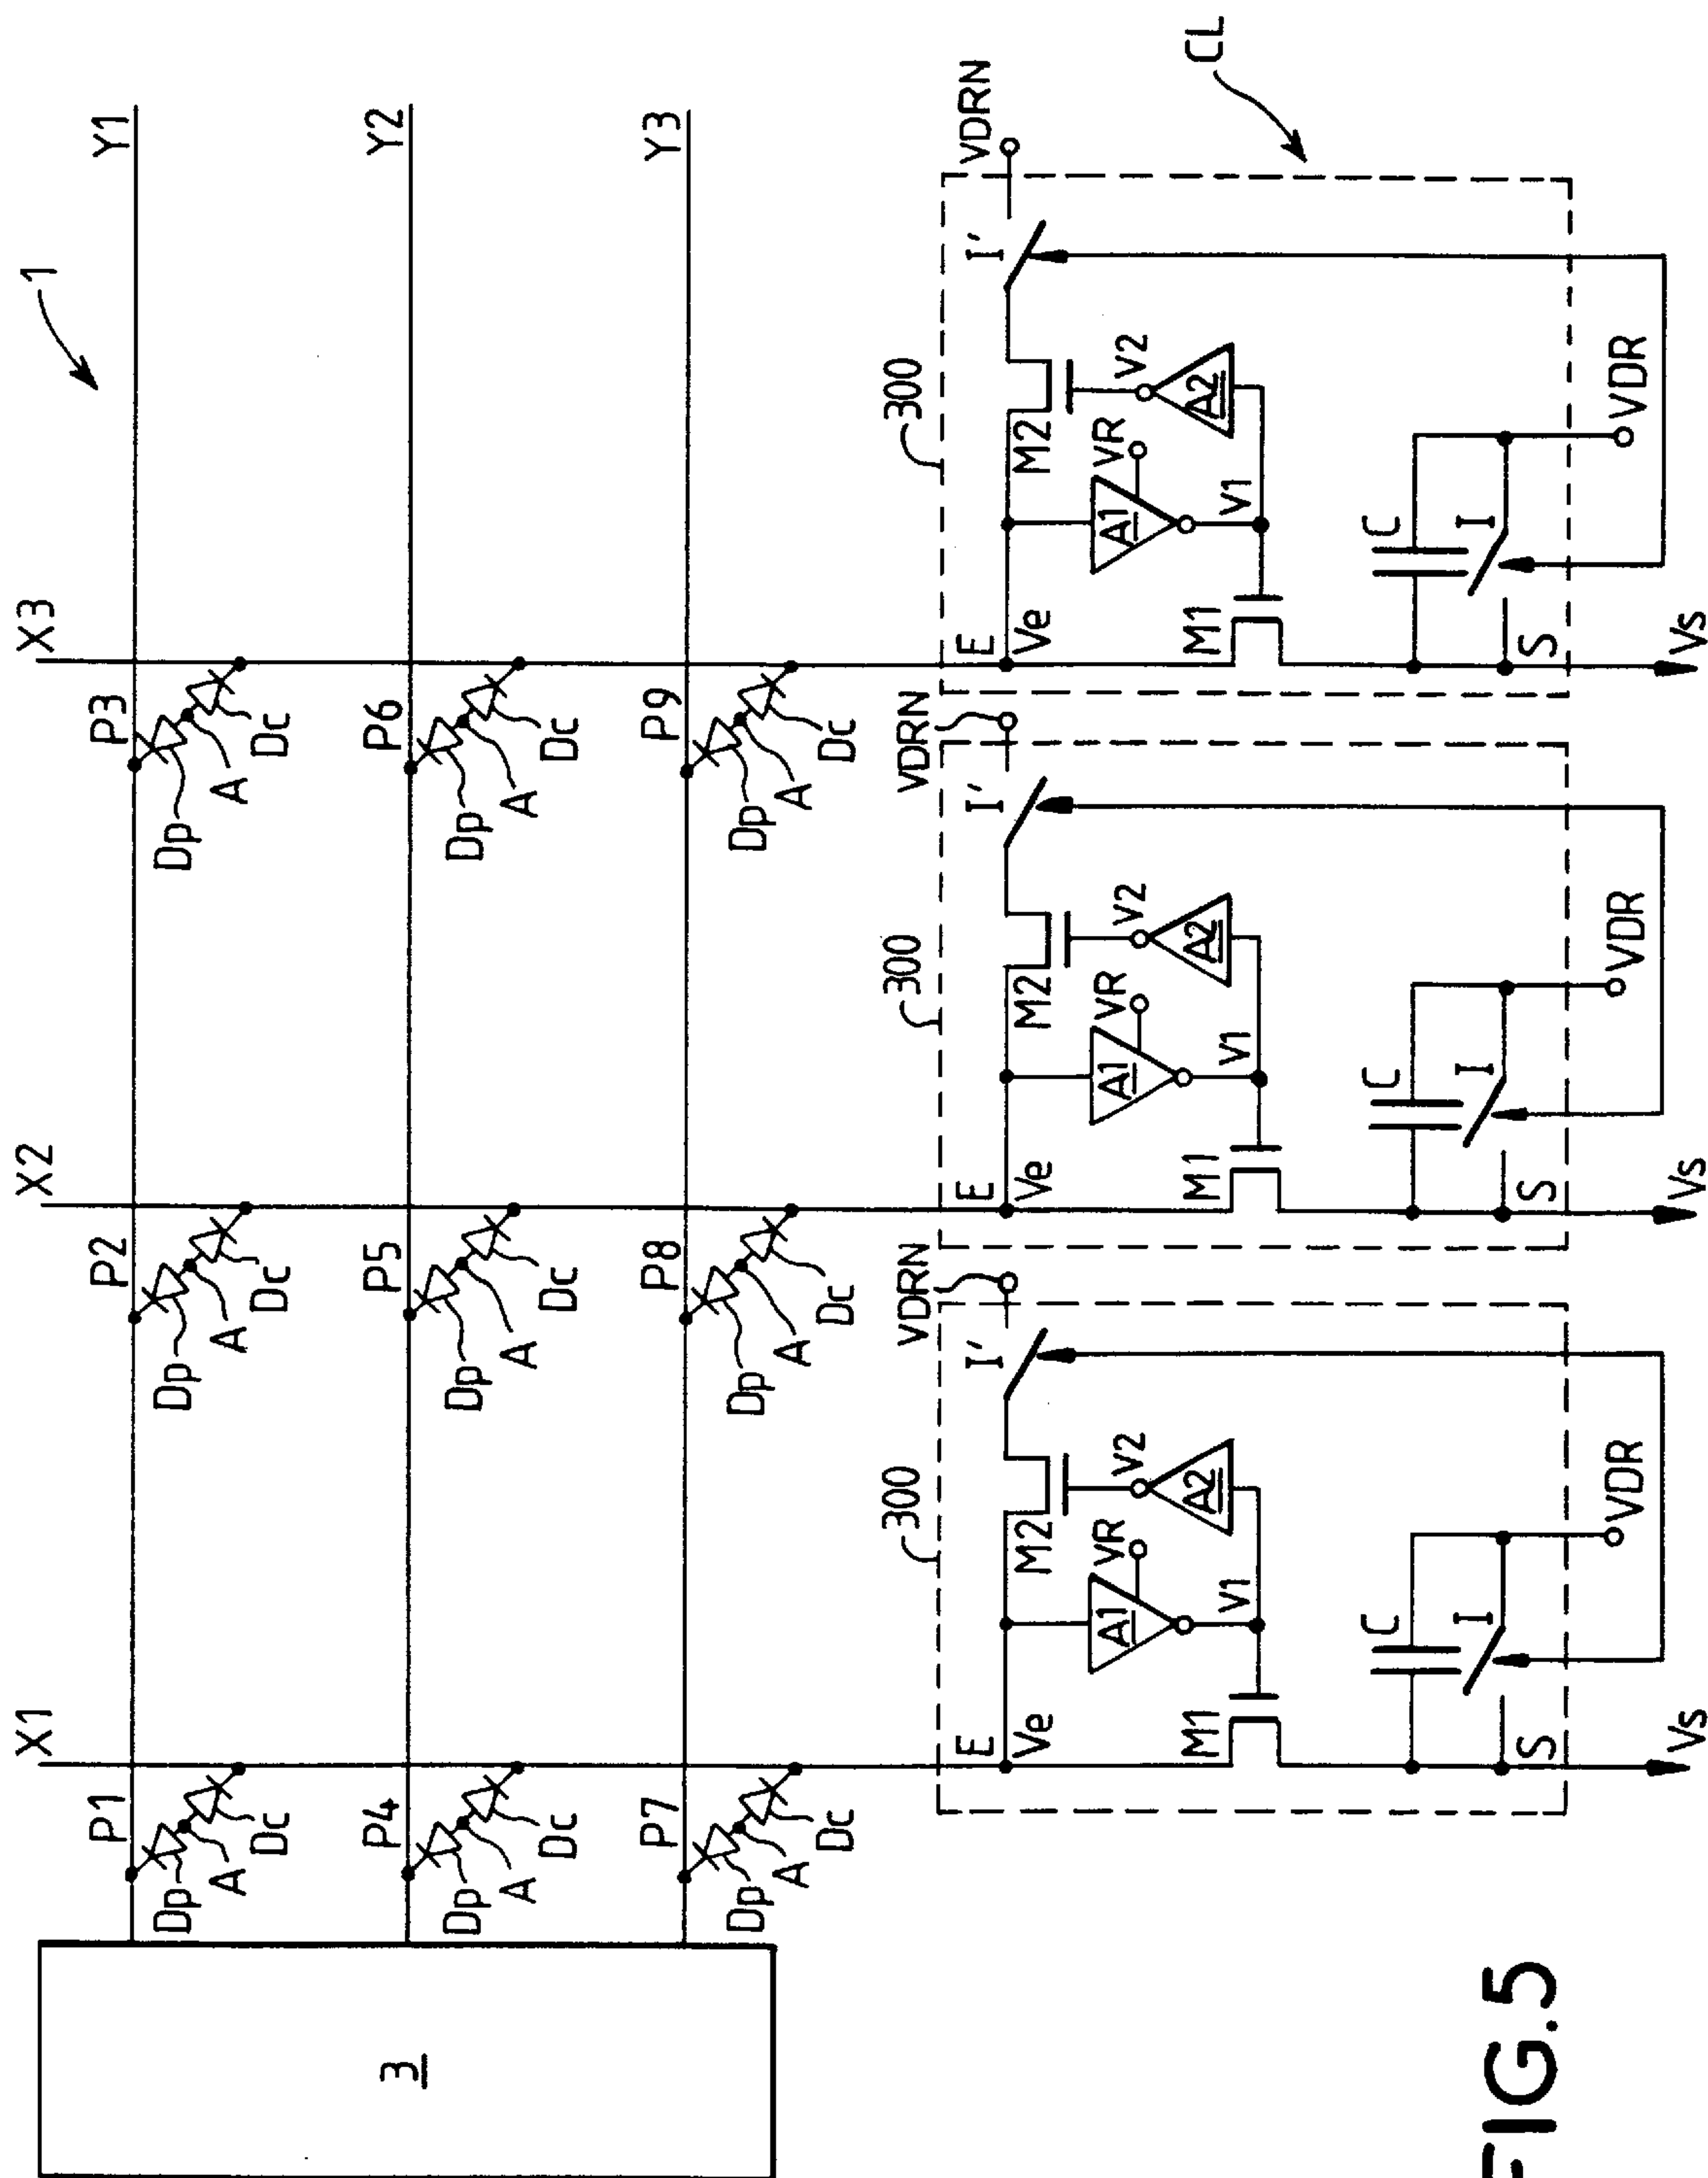 1
X1 X2 X3
P1 P2 P3 Y1
Dp A Dc Dp A Dc Dp A Dc
P4 P5 P6 Y2
Dp A Dc Dp A Dc Dp A Dc
P7 P8 P9 Y3
Dp A Dc Dp A Dc Dp A Dc
3
300 VDRN 300 VDRN 300 VDRN
CL
E I' E I' E I'
Ve M2 Ve M2 Ve M2
A1 VR V2 A1 VR V2 A1 VR V2
A2 A2 A2
M1 V1 M1 V1 M1 V1
C C C
I I I
S VDR S VDR S VDR
Vs Vs Vs
FIG.5